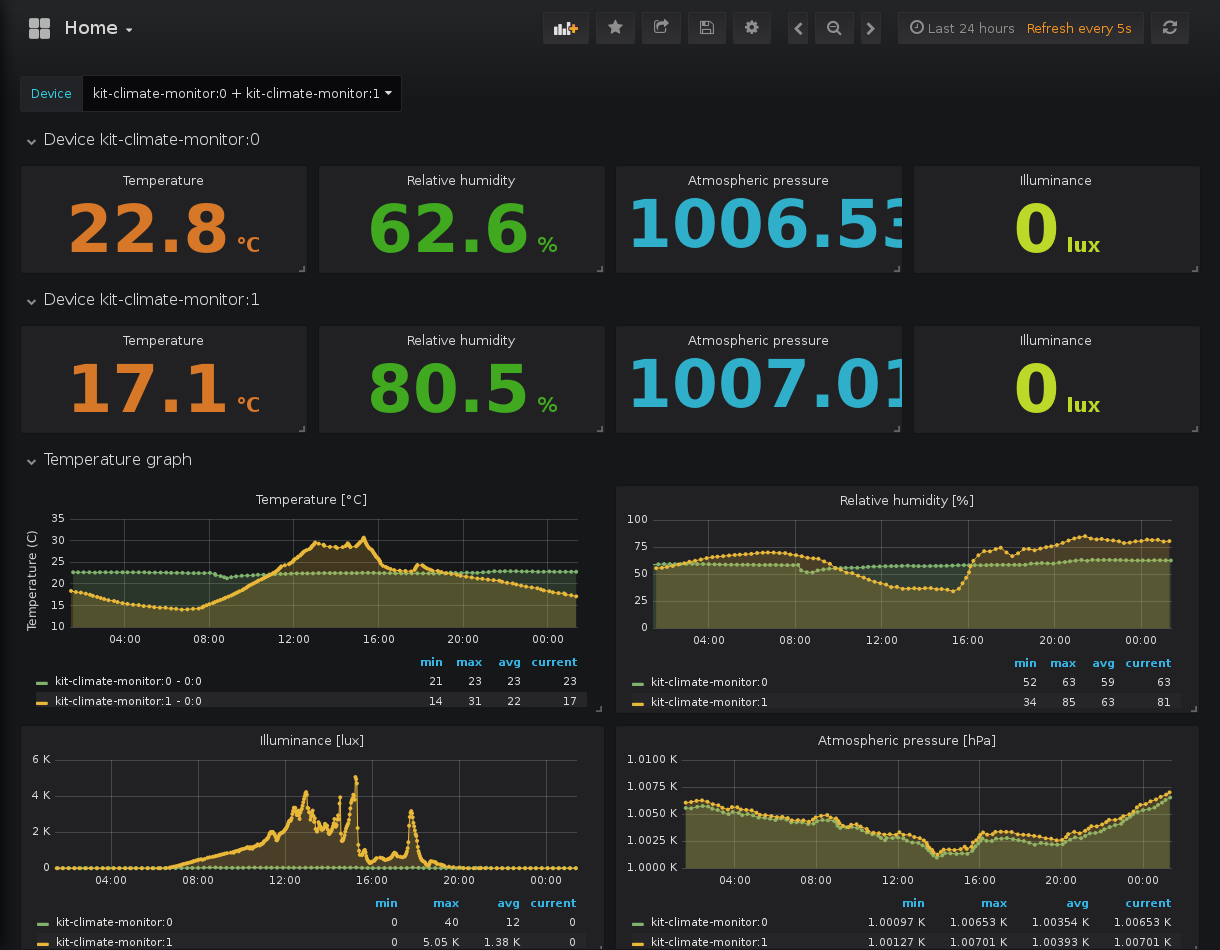 Home
Last 24 hours Refresh every 5s
Device kit-climate-monitor:0 + kit-climate-monitor:1
Device kit-climate-monitor:0
Temperature Relative humidity Atmospheric pressure Illuminance
22.8 °C 62.6 % 1006.53 0 lux
Device kit-climate-monitor:1
Temperature Relative humidity Atmospheric pressure Illuminance
17.1 °C 80.5 % 1007.01 0 lux
Temperature graph
Temperature [°C]
Temperature (C)
35
30
25
20
15
10
04:00 08:00 12:00 16:00 20:00 00:00
min max avg current
kit-climate-monitor:0 - 0:0 21 23 23 23
kit-climate-monitor:1 - 0:0 14 31 22 17
Relative humidity [%]
100
75
50
25
0
04:00 08:00 12:00 16:00 20:00 00:00
min max avg current
kit-climate-monitor:0 52 63 59 63
kit-climate-monitor:1 34 85 63 81
Illuminance [lux]
6 K
4 K
2 K
0
04:00 08:00 12:00 16:00 20:00 00:00
min max avg current
kit-climate-monitor:0 0 40 12 0
kit-climate-monitor:1 0 5.05 K 1.38 K 0
Atmospheric pressure [hPa]
1.0100 K
1.0075 K
1.0050 K
1.0025 K
1.0000 K
04:00 08:00 12:00 16:00 20:00 00:00
min max avg current
kit-climate-monitor:0 1.00097 K 1.00653 K 1.00354 K 1.00653 K
kit-climate-monitor:1 1.00127 K 1.00701 K 1.00393 K 1.00701 K